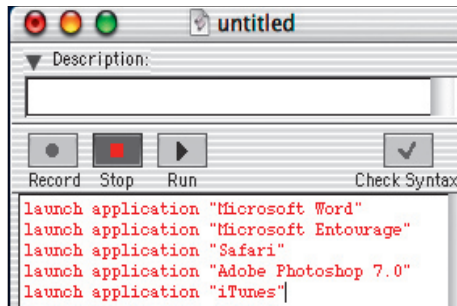 untitled
Description:
Record Stop Run Check Syntax
launch application "Microsoft Word"
launch application "Microsoft Entourage"
launch application "Safari"
launch application "Adobe Photoshop 7.0"
launch application "iTunes"